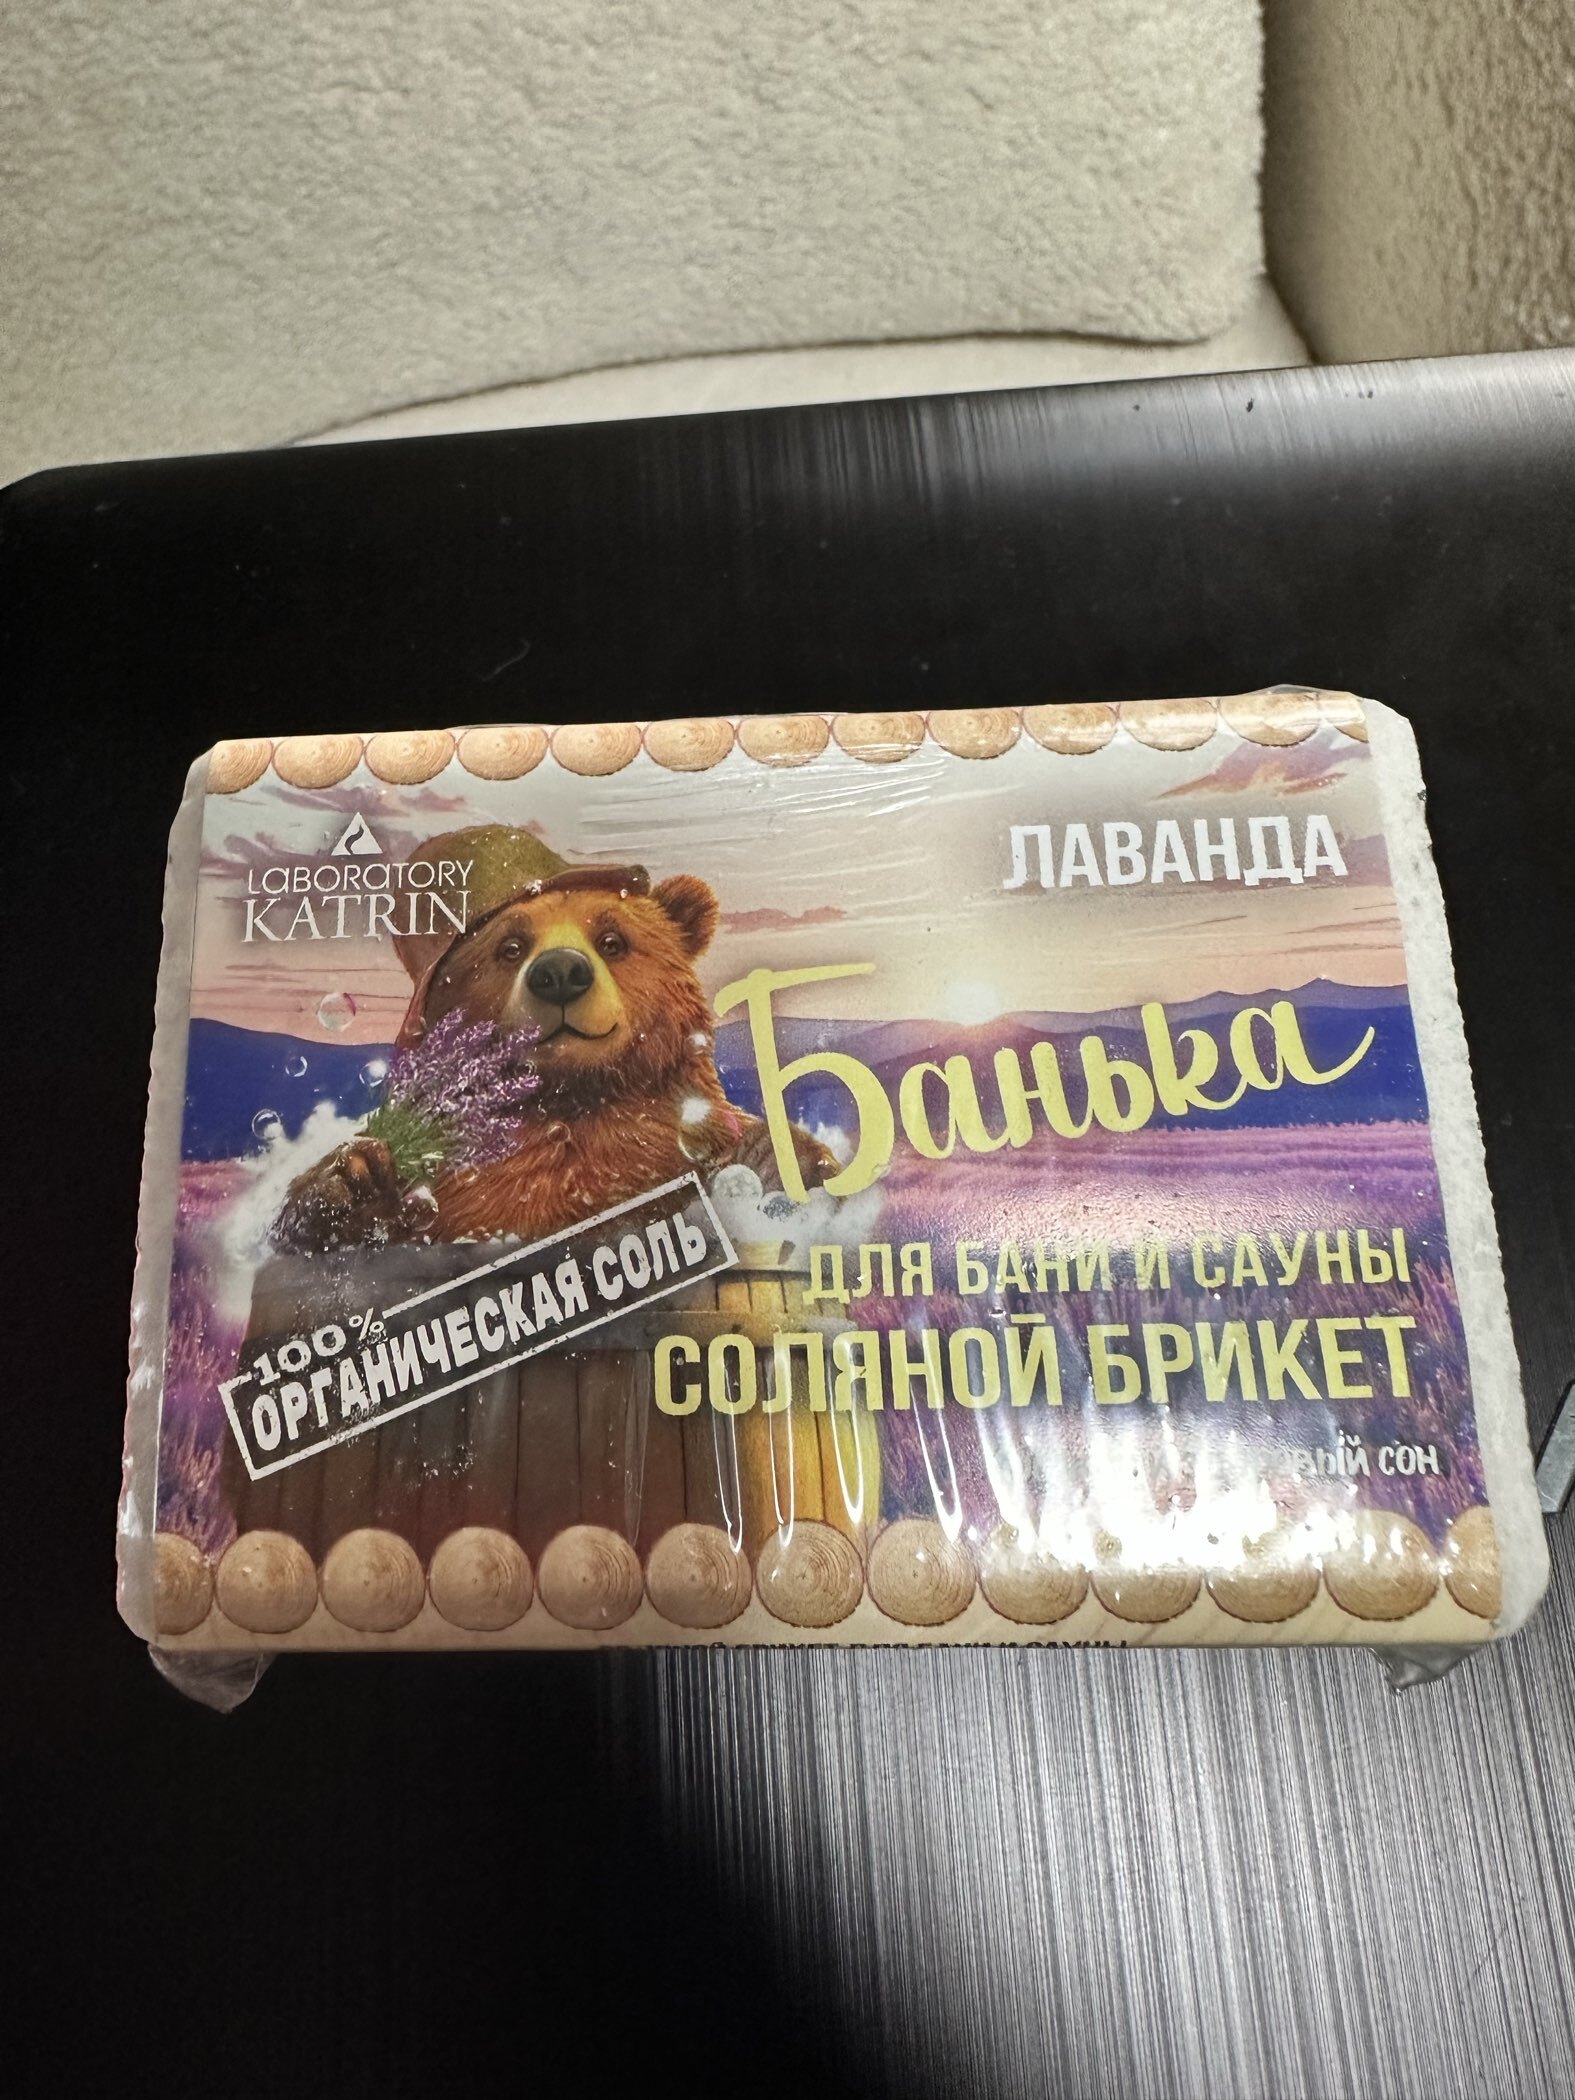 LABORATORY
KATRIN
ЛАВАНДА
Банька
100%
ОРГАНИЧЕСКАЯ СОЛЬ
ДЛЯ БАНИ И САУНЫ
СОЛЯНОЙ БРИКЕТ
СОН